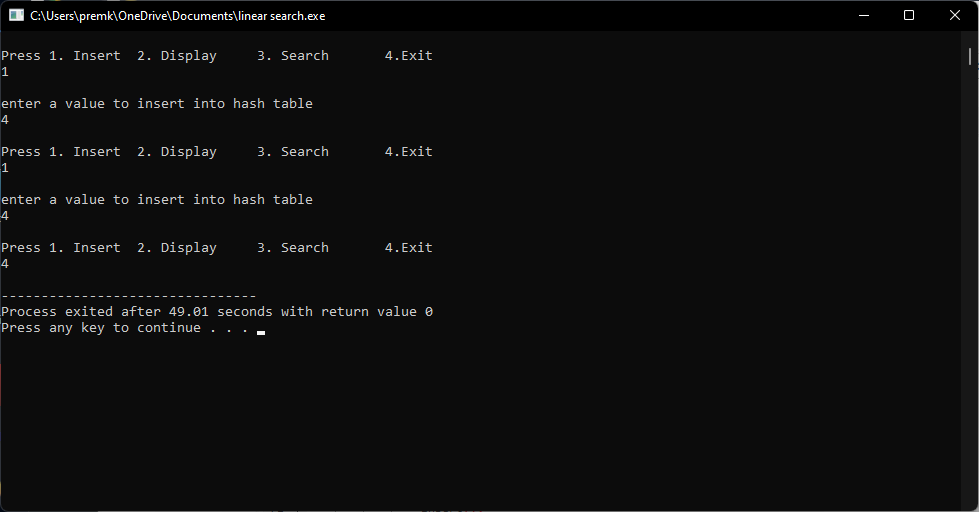 C:\Users\premk\OneDrive\Documents\linear search.exe
Press 1. Insert  2. Display     3. Search       4.Exit
1
enter a value to insert into hash table
4
Press 1. Insert  2. Display     3. Search       4.Exit
1
enter a value to insert into hash table
4
Press 1. Insert  2. Display     3. Search       4.Exit
4
--------------------------------
Process exited after 49.01 seconds with return value 0
Press any key to continue . . .